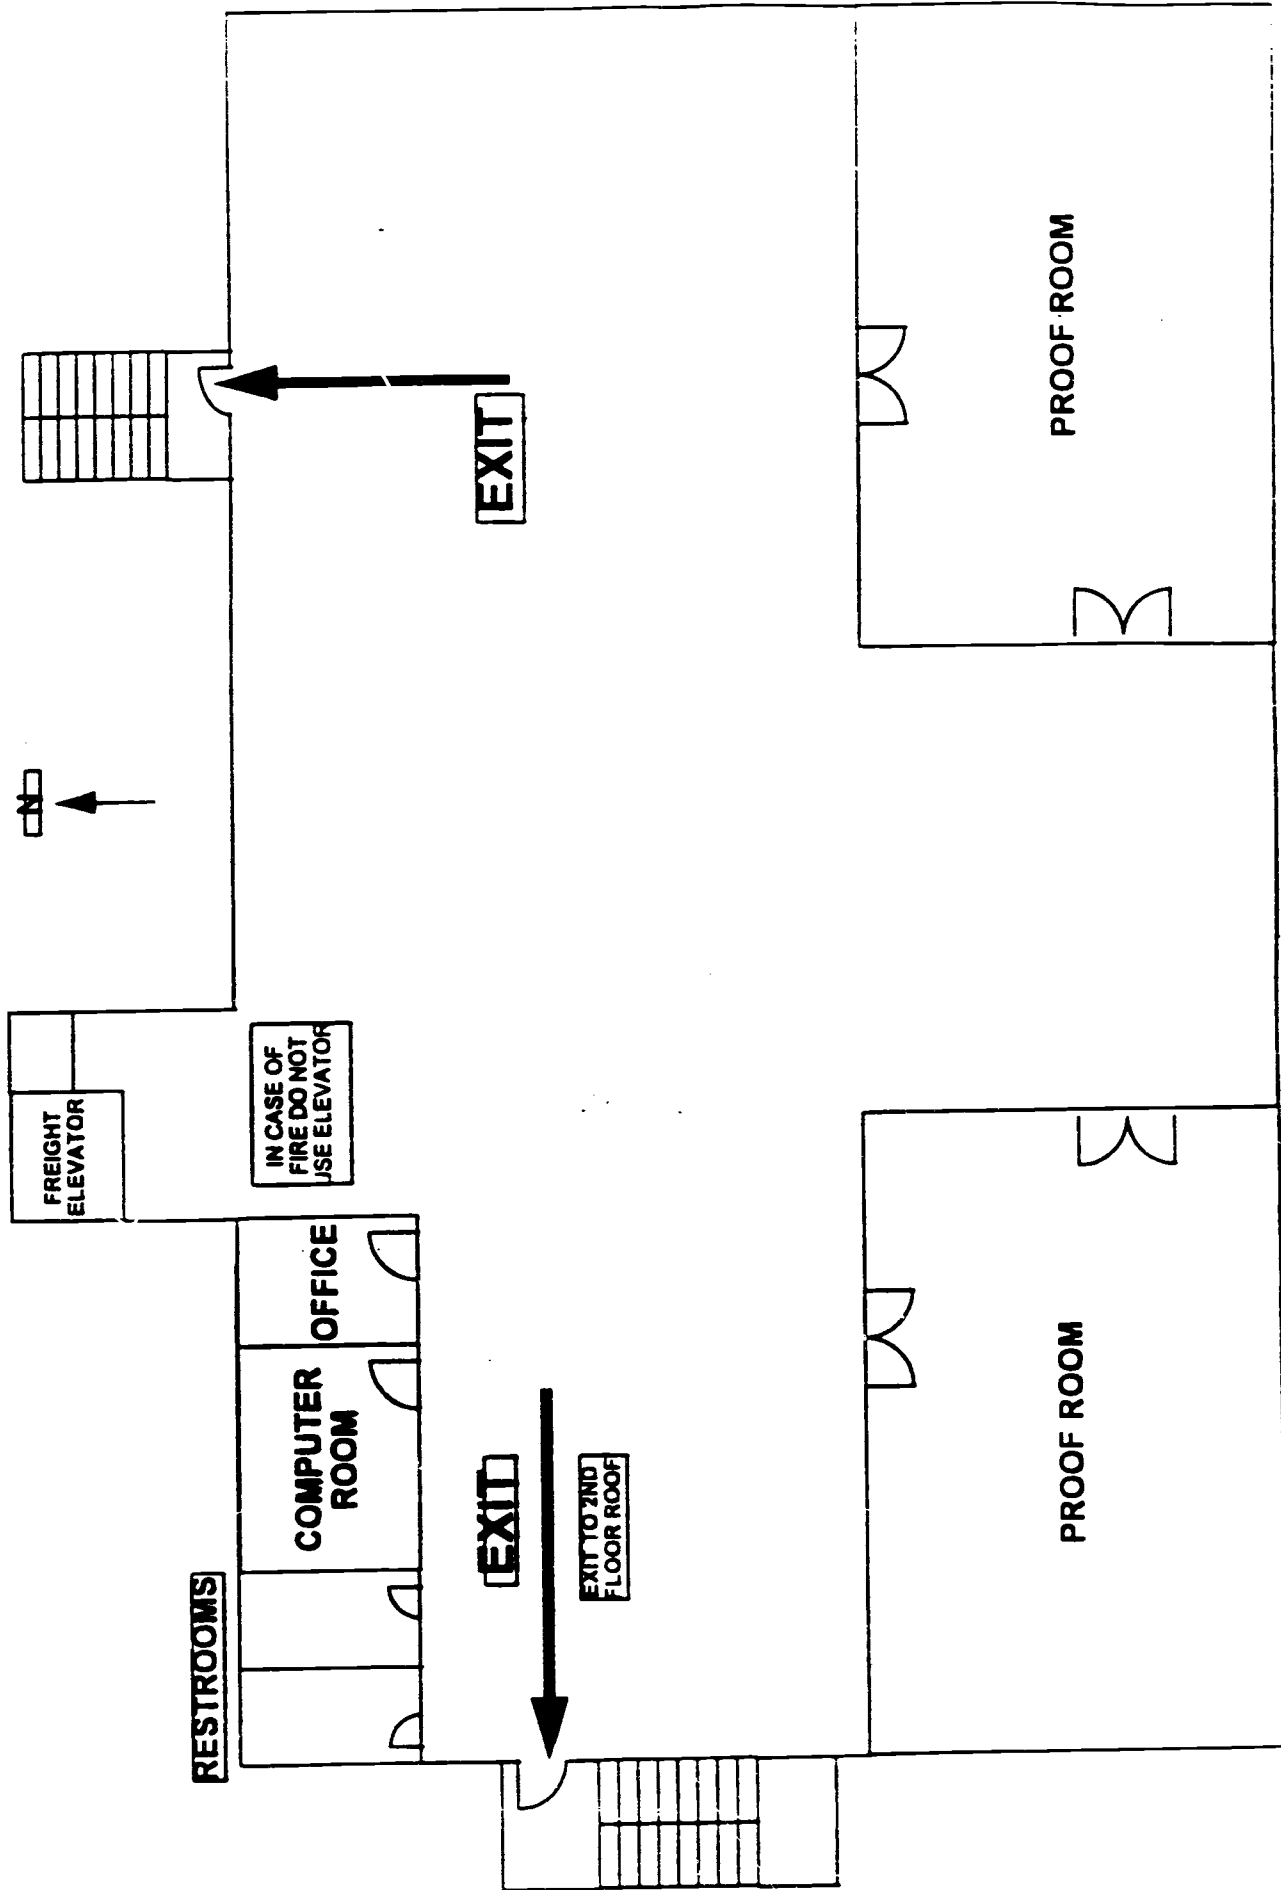 N
FREIGHT
ELEVATOR
IN CASE OF
FIRE DO NOT
USE ELEVATOR
RESTROOMS
COMPUTER
ROOM
OFFICE
EXIT
EXIT TO 2ND
FLOOR ROOF
EXIT
PROOF ROOM
PROOF ROOM